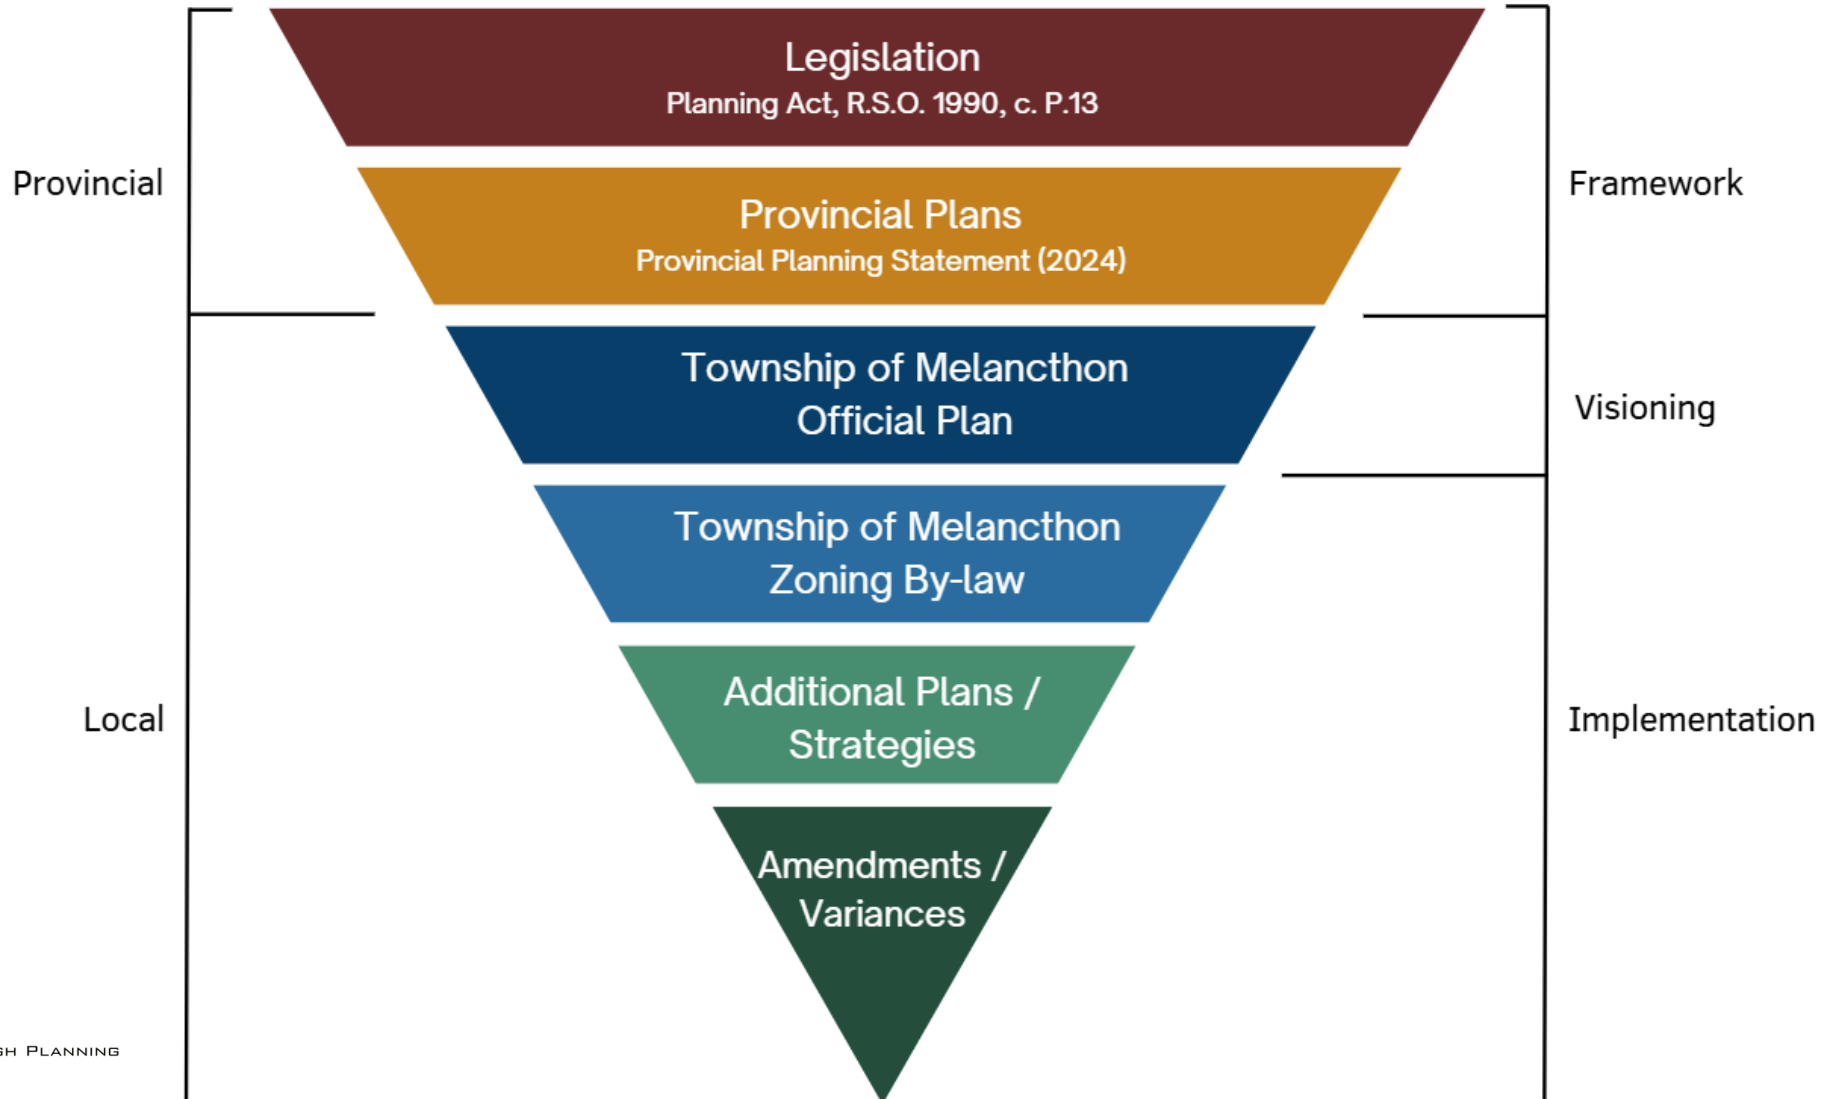 Legislation
Planning Act, R.S.O. 1990, c. P.13
Provincial
Framework
Provincial Plans
Provincial Planning Statement (2024)
Township of Melancthon
Official Plan
Visioning
Township of Melancthon
Zoning By-law
Local
Implementation
Additional Plans /
Strategies
Amendments /
Variances
Planning